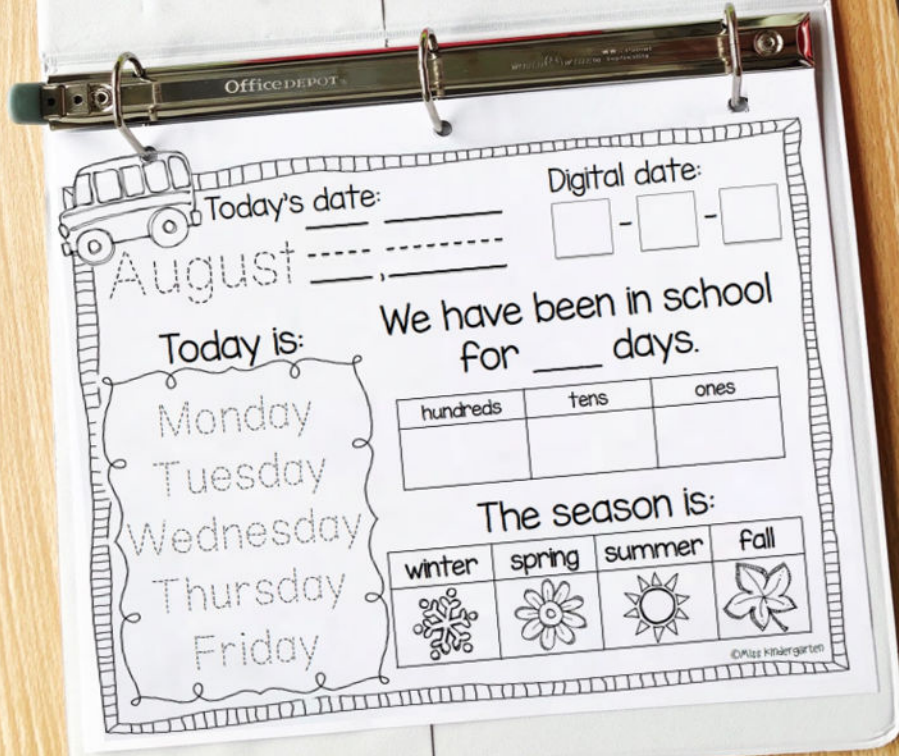 Office DEPOT
Today's date:
Digital date:
August ,
- -
Today is:
Monday
Tuesday
Wednesday
Thursday
Friday
We have been in school
for ____ days.
hundreds tens ones
The season is:
winter spring summer fall
©Miss Kindergarten